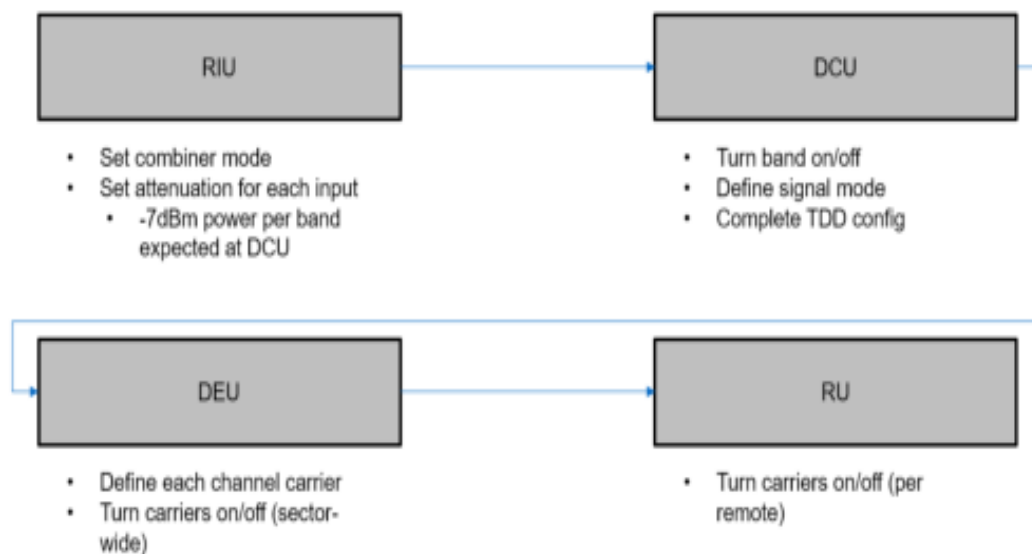 RIU
DCU
• Set combiner mode
• Set attenuation for each input
• -7dBm power per band
expected at DCU
• Turn band on/off
• Define signal mode
• Complete TDD config
DEU
RU
• Define each channel carrier
• Turn carriers on/off (sector-
wide)
• Turn carriers on/off (per
remote)